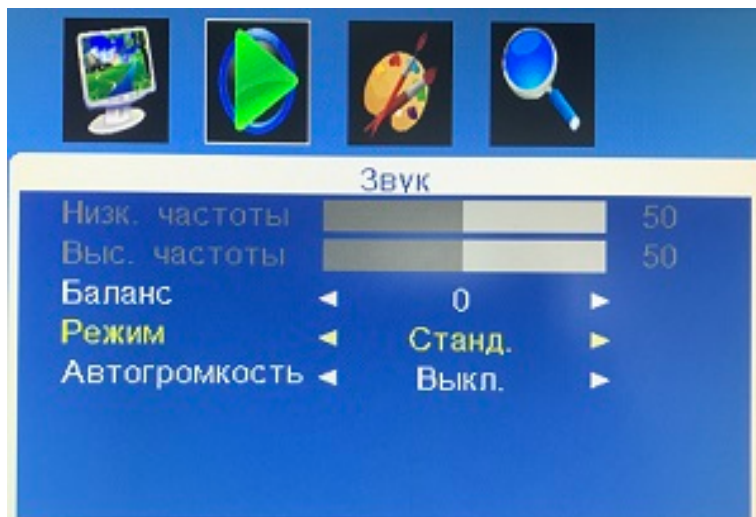 Звук
Низк. частоты 50
Выс. частоты 50
Баланс 0
Режим Станд.
Автогромкость Выкл.